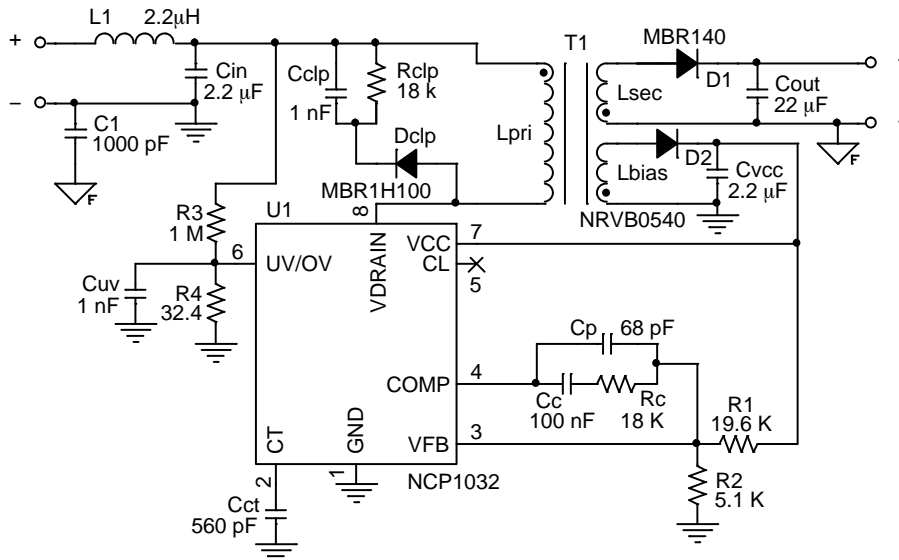 L1 2.2µH
+
−
Cin
2.2 µF
C1
1000 pF
F
Cclp
1 nF
Rclp
18 k
Dclp
MBR1H100
T1
Lpri
Lsec
Lbias
MBR140
D1
Cout
22 µF
F
D2
Cvcc
2.2 µF
NRVB0540
R3
1 M
U1
8
6
UV/OV
VDRAIN
VCC
7
CL
5
Cuv
1 nF
R4
32.4
Cp 68 pF
COMP
4
Cc
100 nF
Rc
18 K
R1
19.6 K
CT
GND
VFB
3
2
1
NCP1032
R2
5.1 K
Cct
560 pF